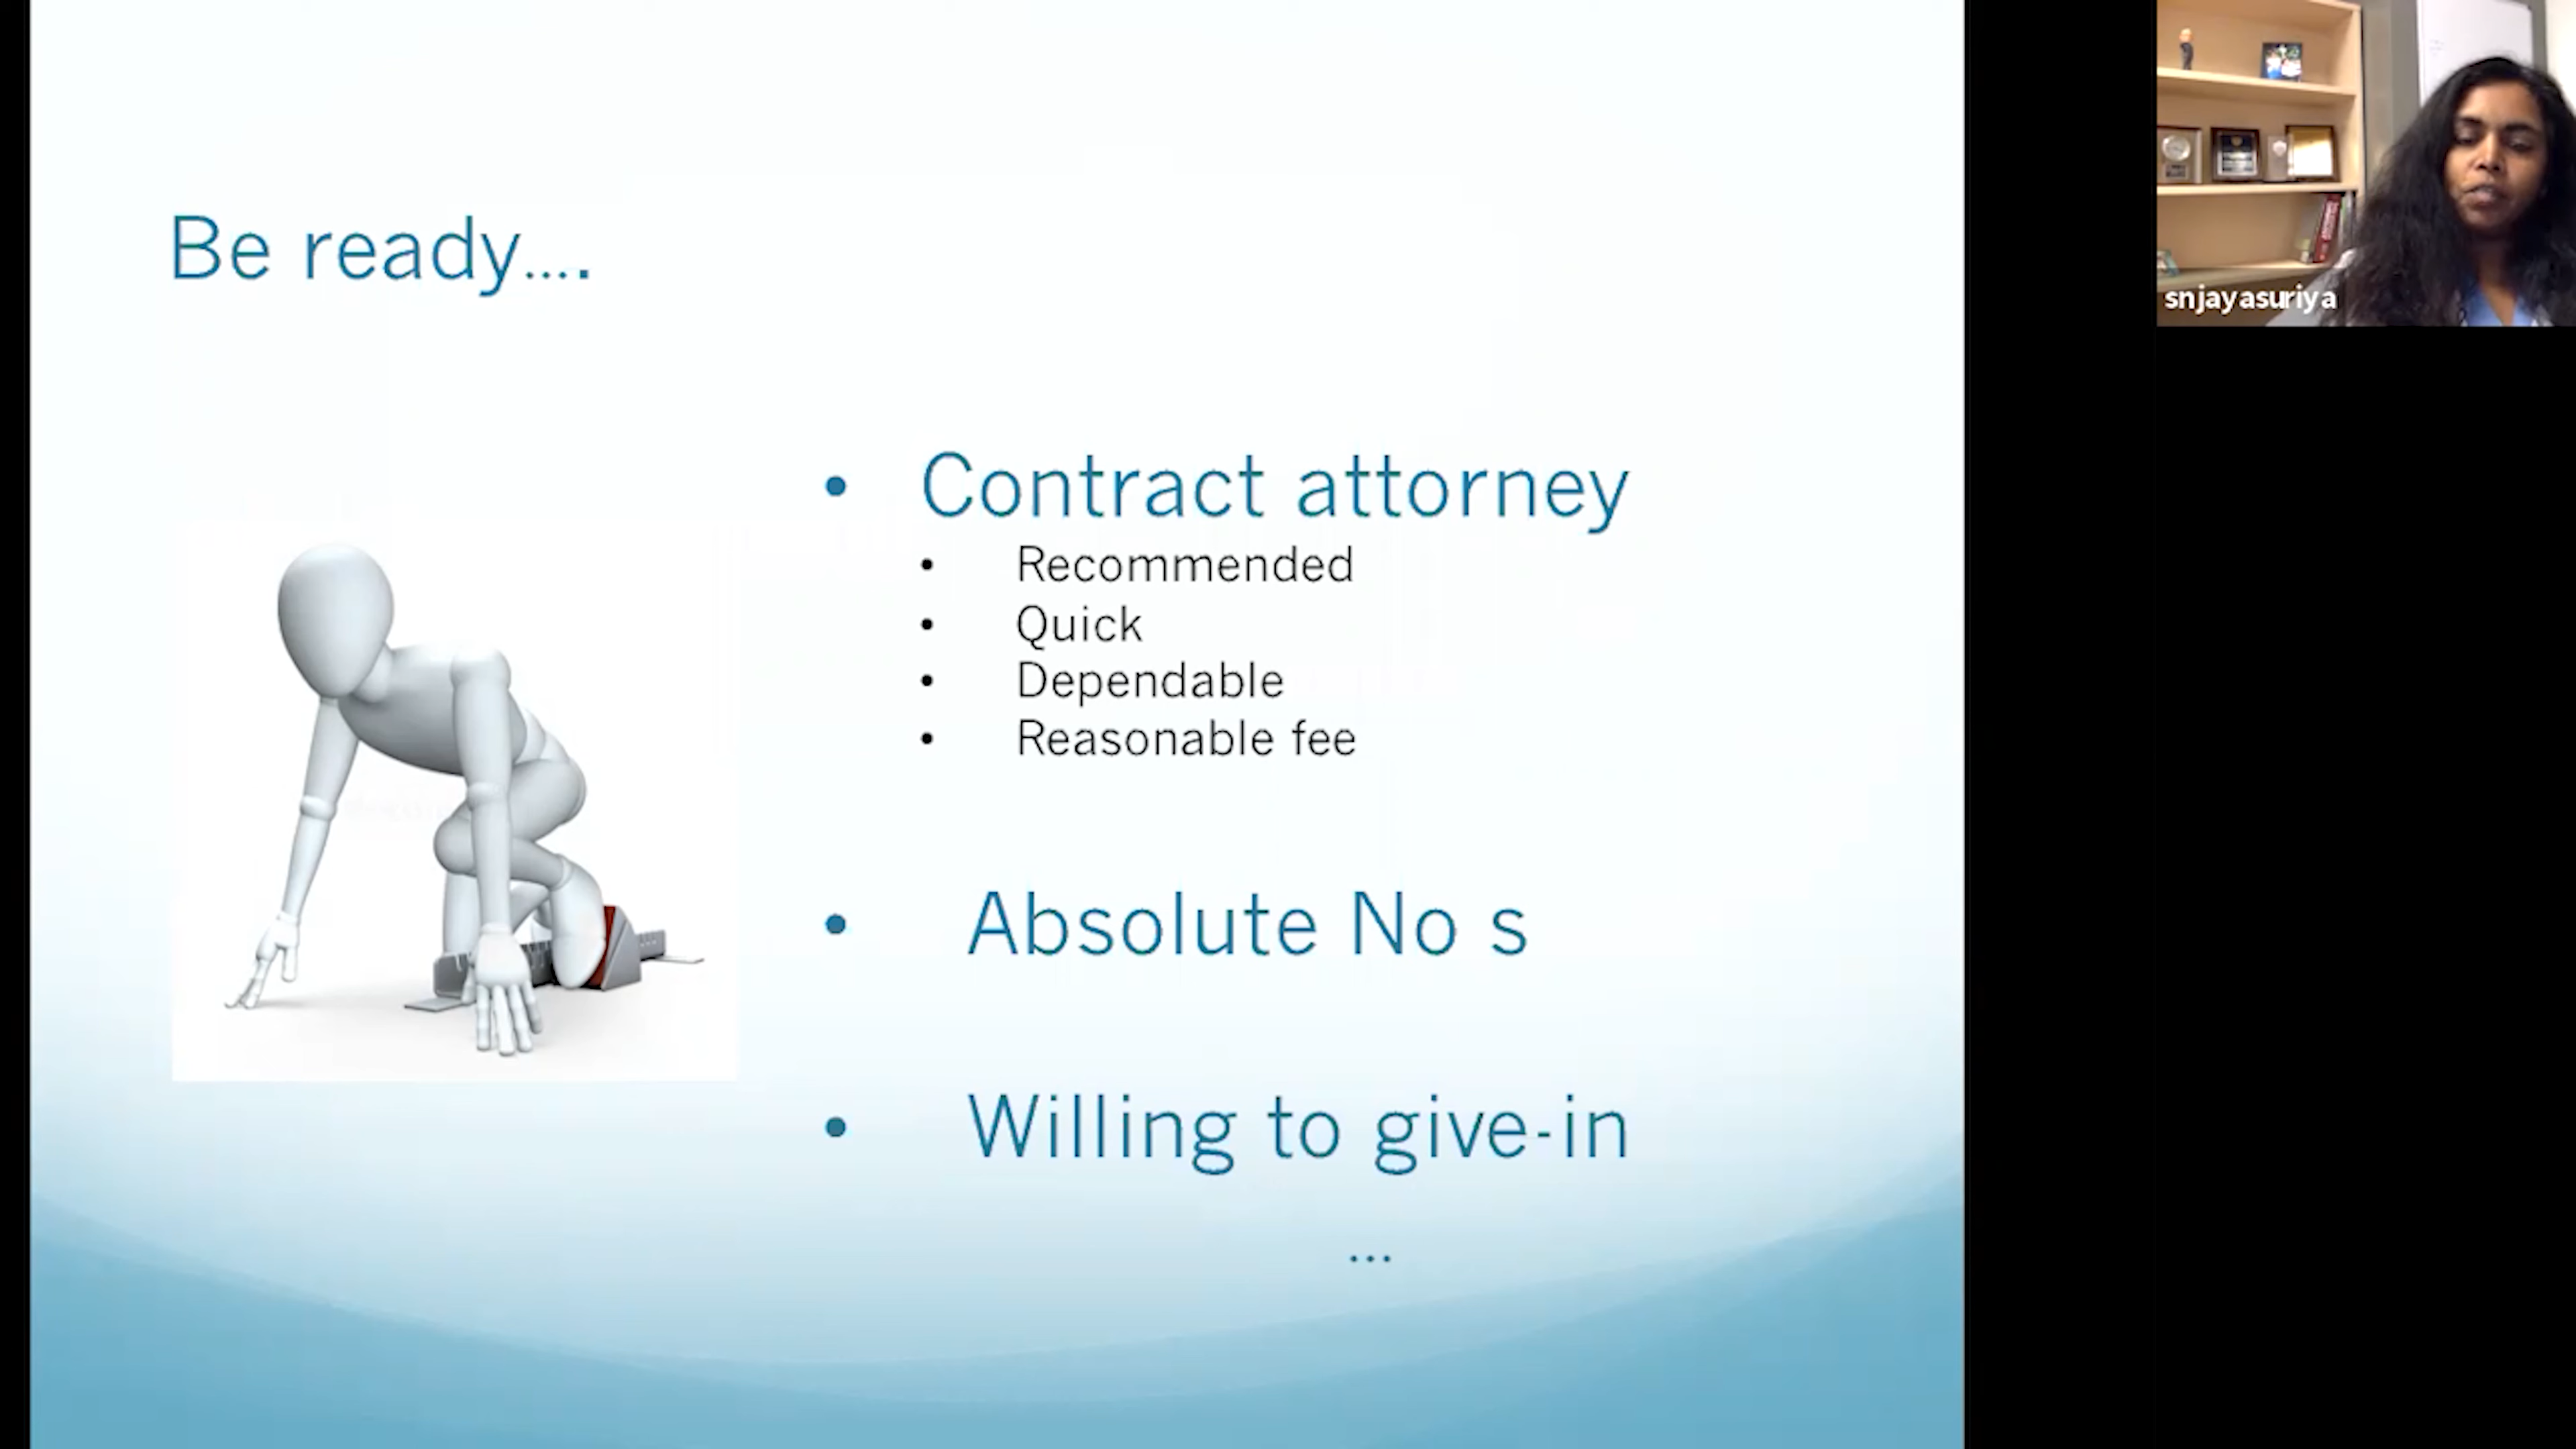 Be ready....
• Contract attorney
• Recommended
• Quick
• Dependable
• Reasonable fee
• Absolute No s
• Willing to give-in
...
snjayasuriya